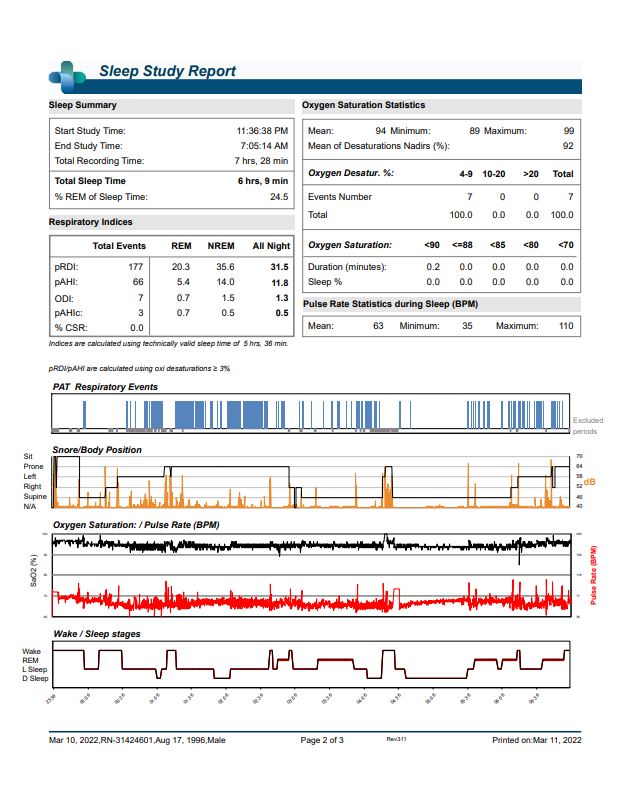 Sleep Study Report
Sleep Summary
Start Study Time: 11:36:38 PM
End Study Time: 7:05:14 AM
Total Recording Time: 7 hrs, 28 min
Total Sleep Time 6 hrs, 9 min
% REM of Sleep Time: 24.5
Respiratory Indices
Total Events REM NREM All Night
pRDI: 177 20.3 35.6 31.5
pAHI: 66 5.4 14.0 11.8
ODI: 7 0.7 1.5 1.3
pAHIc: 3 0.7 0.5 0.5
% CSR: 0.0
Indices are calculated using technically valid sleep time of 5 hrs, 36 min.
pRDI/pAHI are calculated using oxi desaturations ≥ 3%
Oxygen Saturation Statistics
Mean: 94 Minimum: 89 Maximum: 99
Mean of Desaturations Nadirs (%): 92
Oxygen Desatur. %: 4-9 10-20 >20 Total
Events Number 7 0 0 7
Total 100.0 0.0 0.0 100.0
Oxygen Saturation: <90 <=88 <85 <80 <70
Duration (minutes): 0.2 0.0 0.0 0.0 0.0
Sleep % 0.0 0.0 0.0 0.0 0.0
Pulse Rate Statistics during Sleep (BPM)
Mean: 63 Minimum: 35 Maximum: 110
PAT Respiratory Events
Excluded
periods
Snore/Body Position
Sit 70
Prone 64
Left 58
Right 52
Supine 46
N/A 40
dB
Oxygen Saturation: / Pulse Rate (BPM)
SaO2 (%)
Pulse Rate (BPM)
Wake / Sleep stages
Wake
REM
L Sleep
D Sleep
Mar 10, 2022,RN-31424601,Aug 17, 1996,Male Page 2 of 3 Rev311 Printed on:Mar 11, 2022